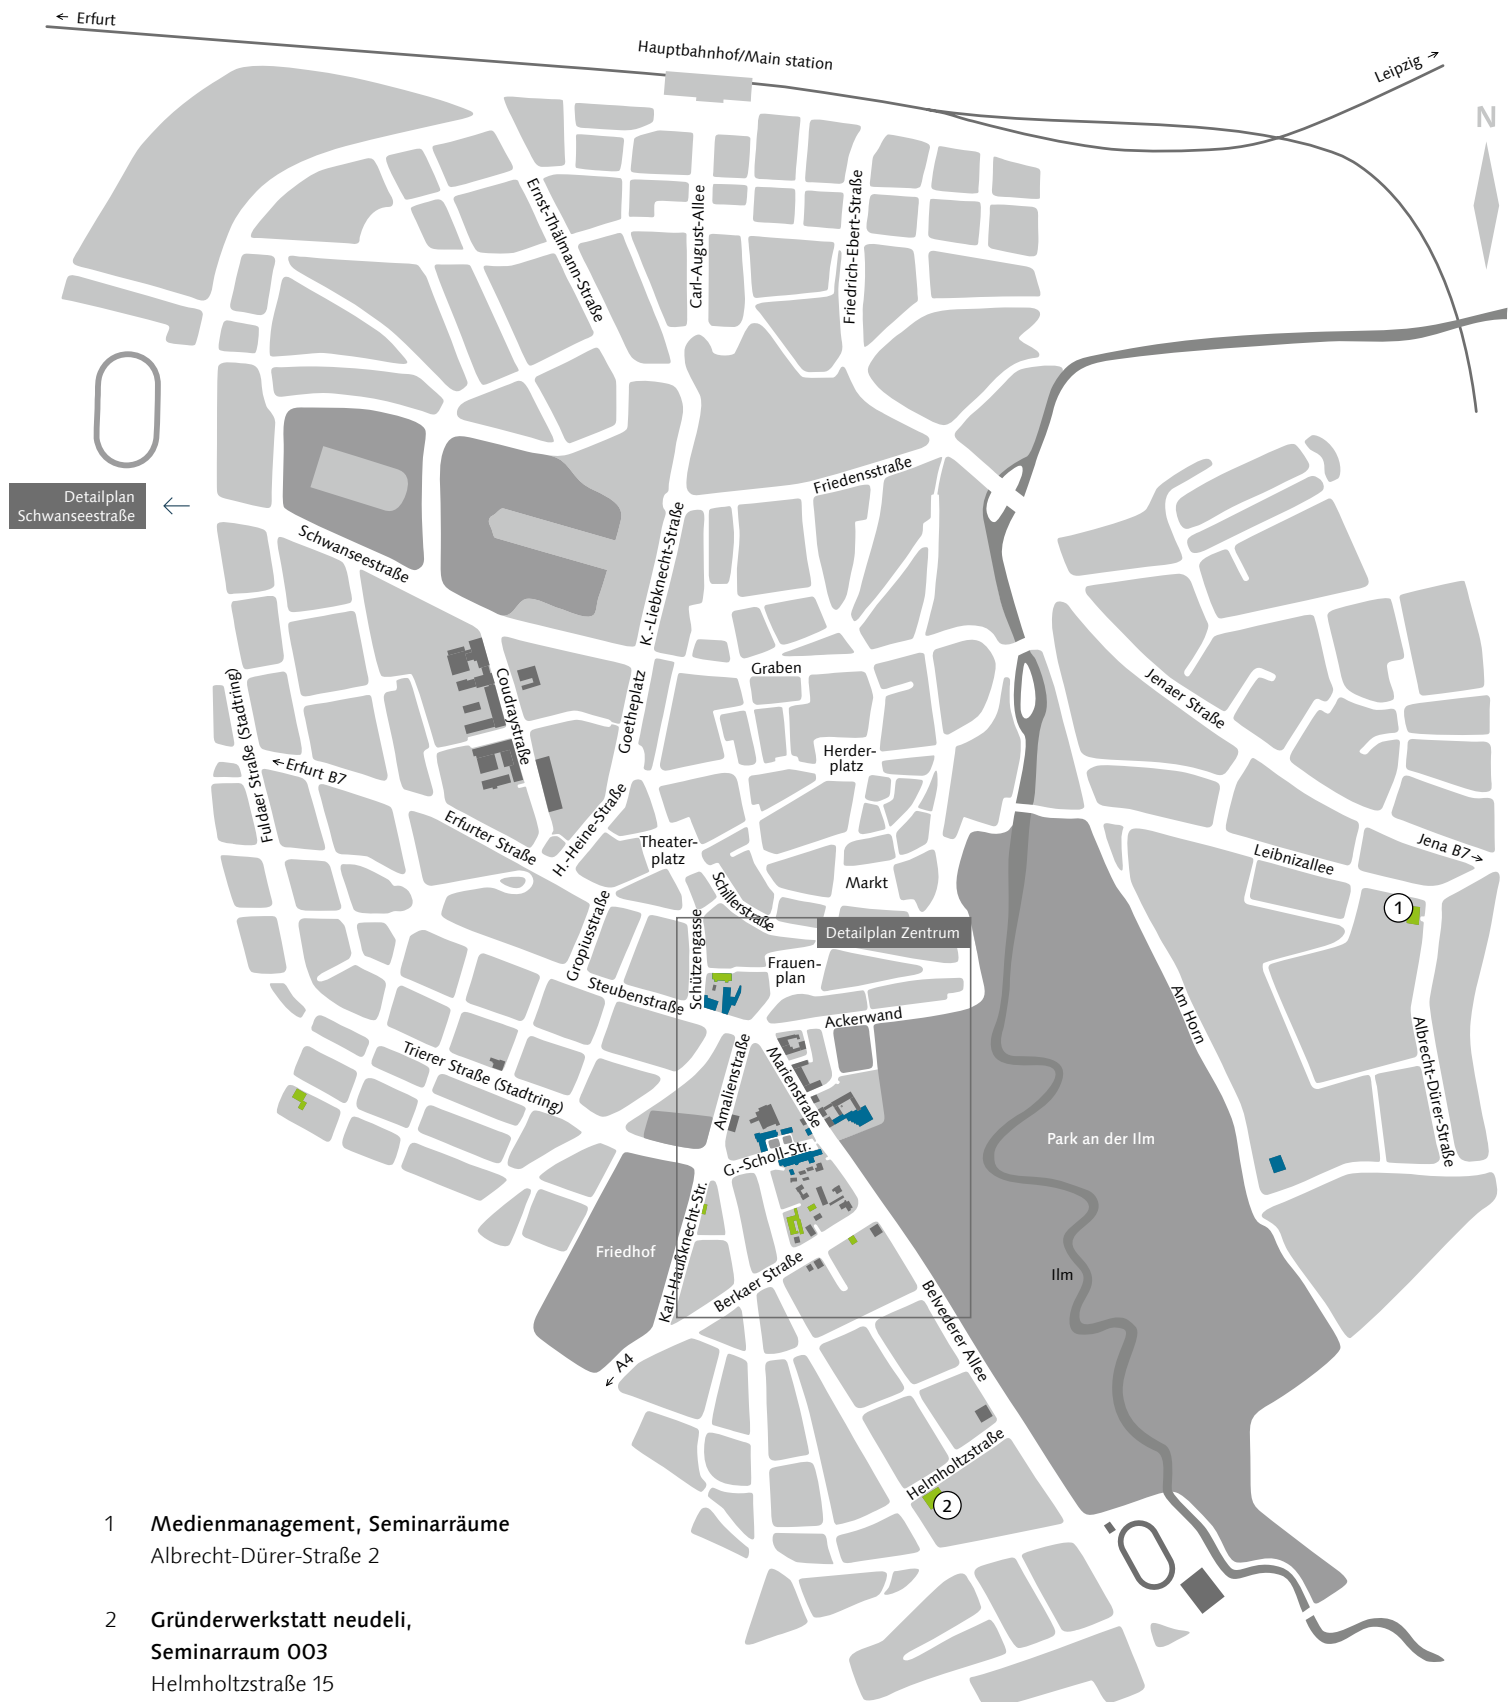 ← Erfurt
Hauptbahnhof/Main station
Leipzig →
N
Ernst-Thälmann-Straße
Carl-August-Allee
Friedrich-Ebert-Straße
Detailplan
Schwanseestraße
←
Friedensstraße
Schwanseestraße
K.-Liebknecht-Straße
Graben
Coudraystraße
Goetheplatz
Jenaer Straße
Fuldaer Straße (Stadtring)
← Erfurt B7
Herder-
platz
Erfurter Straße
H.-Heine-Straße
Theater-
platz
Leibnizallee
Jena B7 →
Markt
Schillerstraße
1
Gropiusstraße
Schützengasse
Detailplan Zentrum
Frauen-
plan
Steubenstraße
Ackerwand
Am Horn
Trierer Straße (Stadtring)
Amalienstraße
Marienstraße
Albrecht-Dürer-Straße
Park an der Ilm
G.-Scholl-Str.
Friedhof
Karl-Haußknecht-Str.
Berkaer Straße
Ilm
Belvederer Allee
← A4
Helmholtzstraße
2
1 Medienmanagement, Seminarräume
Albrecht-Dürer-Straße 2
2 Gründerwerkstatt neudeli,
Seminarraum 003
Helmholtzstraße 15